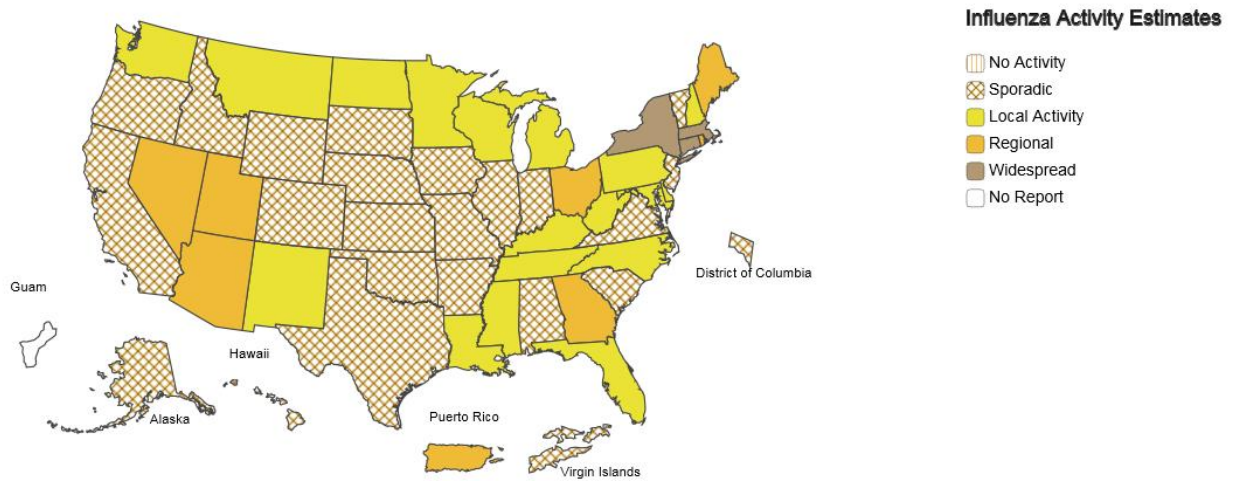 Influenza Activity Estimates
No Activity
Sporadic
Local Activity
Regional
Widespread
No Report
District of Columbia
Guam
Hawaii
Alaska
Puerto Rico
Virgin Islands